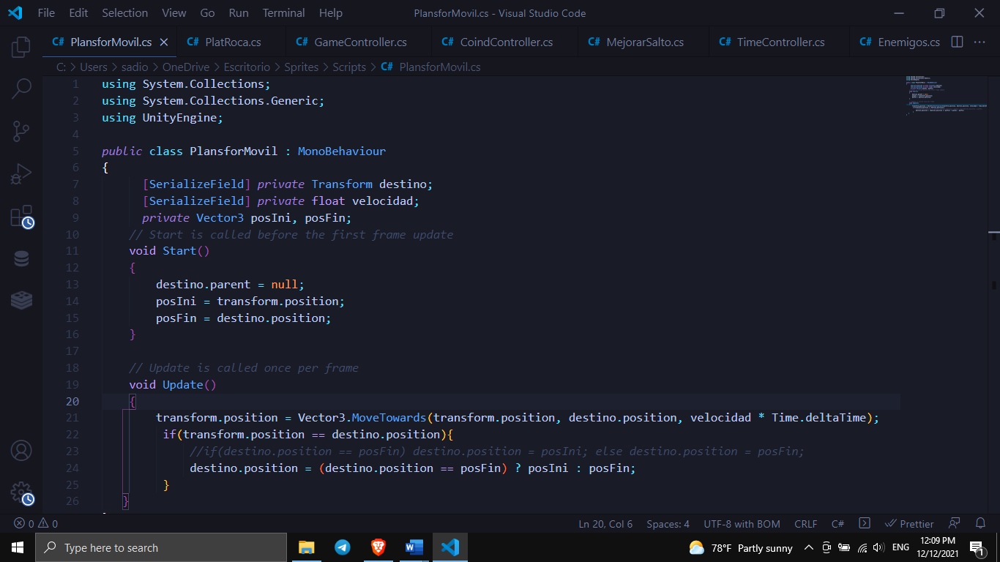 File Edit Selection View Go Run Terminal Help PlansforMovil.cs - Visual Studio Code
C# PlansforMovil.cs C# PlatRoca.cs C# GameController.cs C# CoindController.cs C# MejorarSalto.cs C# TimeController.cs C# Enemigos.cs
C: > Users > sadio > OneDrive > Escritorio > Sprites > Scripts > C# PlansforMovil.cs
1 using System.Collections;
2 using System.Collections.Generic;
3 using UnityEngine;
4
5 public class PlansforMovil : MonoBehaviour
6 {
7 [SerializeField] private Transform destino;
8 [SerializeField] private float velocidad;
9 private Vector3 posIni, posFin;
10 // Start is called before the first frame update
11 void Start()
12 {
13 destino.parent = null;
14 posIni = transform.position;
15 posFin = destino.position;
16 }
17
18 // Update is called once per frame
19 void Update()
20 {
21 transform.position = Vector3.MoveTowards(transform.position, destino.position, velocidad * Time.deltaTime);
22 if(transform.position == destino.position){
23 //if(destino.position == posFin) destino.position = posIni; else destino.position = posFin;
24 destino.position = (destino.position == posFin) ? posIni : posFin;
25 }
26 }
0 0 Ln 20, Col 6 Spaces: 4 UTF-8 with BOM CRLF C# Prettier
Type here to search 78°F Partly sunny ENG 12:09 PM
12/12/2021 1